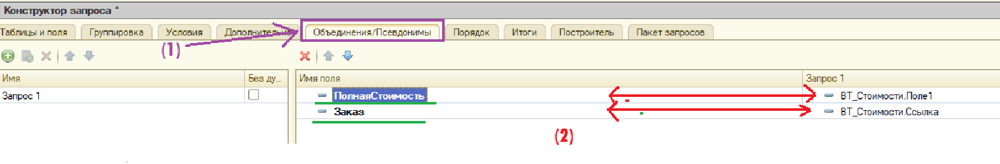 Конструктор запроса *
Таблицы и поля Группировка Условия Дополнительно Объединения/Псевдонимы Порядок Итоги Построитель Пакет запросов
(1)
Имя Без ду... Имя поля Запрос 1
Запрос 1 ПолнаяСтоимость ВТ_Стоимости.Поле1
Заказ ВТ_Стоимости.Ссылка
(2)